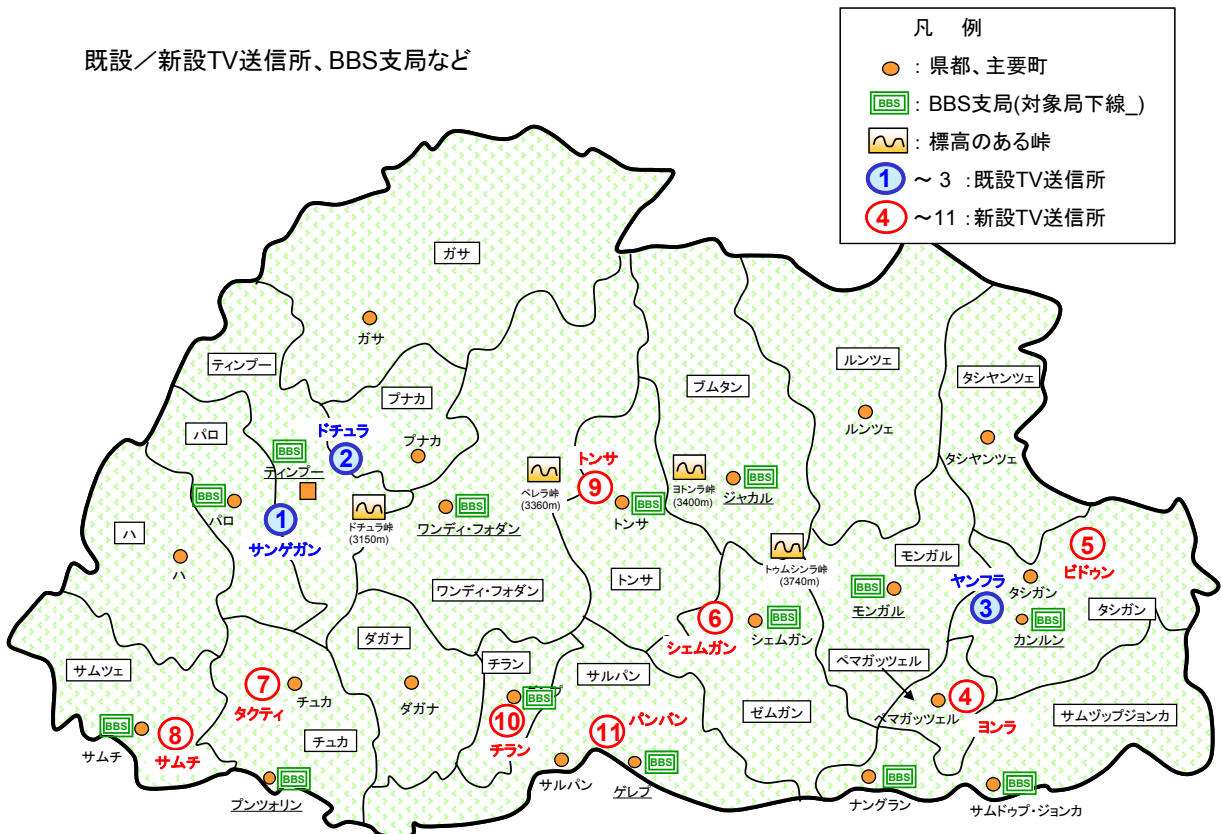 既設／新設TV送信所、BBS支局など
凡 例
: 県都、主要町
BBS : BBS支局(対象局下線_)
: 標高のある峠
1 ～ 3 :既設TV送信所
4 ～11 :新設TV送信所
ガサ
ガサ
ティンプー
プナカ
ブムタン
ルンツェ
タシヤンツェ
パロ
ドチュラ
2
プナカ
ルンツェ
タシヤンツェ
BBS
ティンプー
BBS
パロ
1
サンゲガン
ドチュラ峠
(3150m)
BBS
ワンディ・フォダン
ペレラ峠
(3360m)
トンサ
9
BBS
トンサ
ヨトンラ峠
(3400m)
BBS
ジャカル
ハ
ハ
トゥムシンラ峠
(3740m)
モンガル
5
ビドゥン
ワンディ・フォダン
トンサ
BBS
モンガル
ヤンフラ
3
タシガン
BBS
カンルン
タシガン
6
シェムガン
BBS
シェムガン
サムツェ
ダガナ
チラン
サルパン
ペマガッツェル
7
タクティ
チュカ
ダガナ
BBS
10
チラン
ゼムガン
ペマガッツェル
4
ヨンラ
サムヅップジョンカ
BBS
サムチ
8
サムチ
チュカ
11
パンパン
サルパン
BBS
ゲレプ
BBS
プンツォリン
BBS
ナングラン
BBS
サムドゥプ・ジョンカ